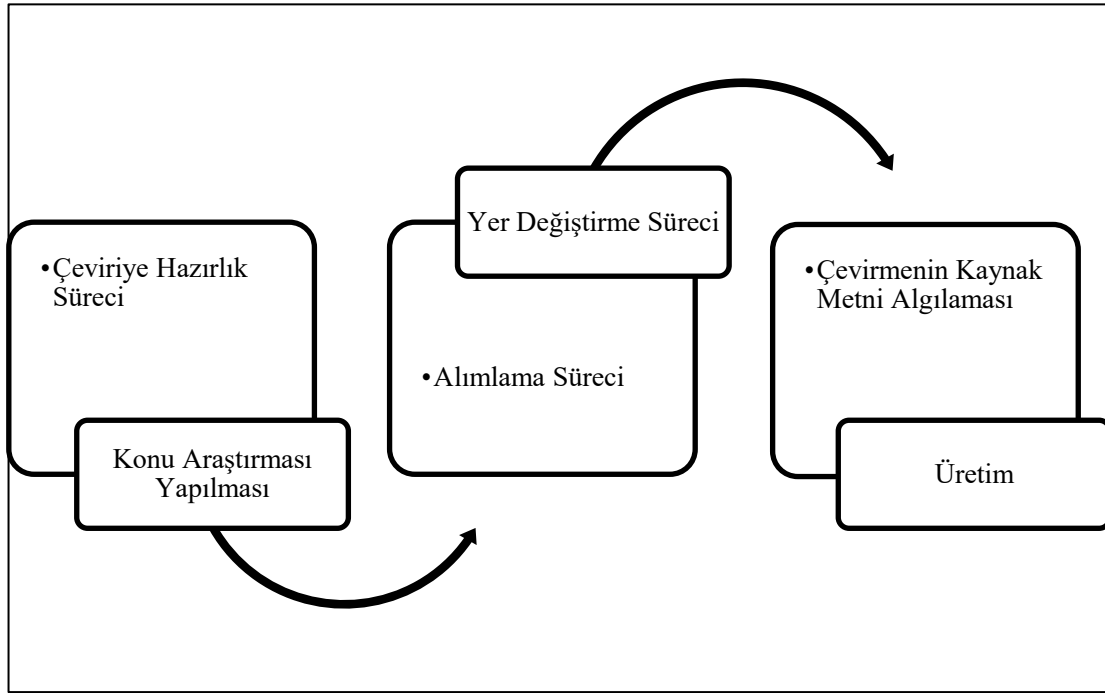 •Çeviriye Hazırlık
Süreci
Konu Araştırması
Yapılması
Yer Değiştirme Süreci
•Alımlama Süreci
•Çevirmenin Kaynak
Metni Algılaması
Üretim